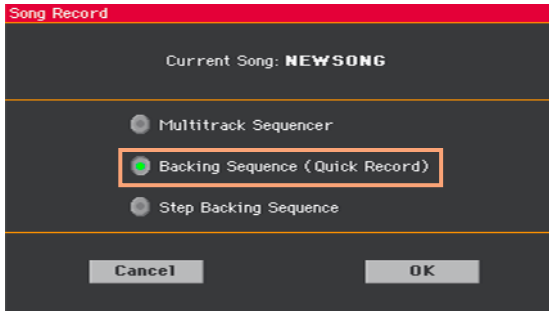 Song Record
Current Song: NEWSONG
Multitrack Sequencer
Backing Sequence (Quick Record)
Step Backing Sequence
Cancel OK